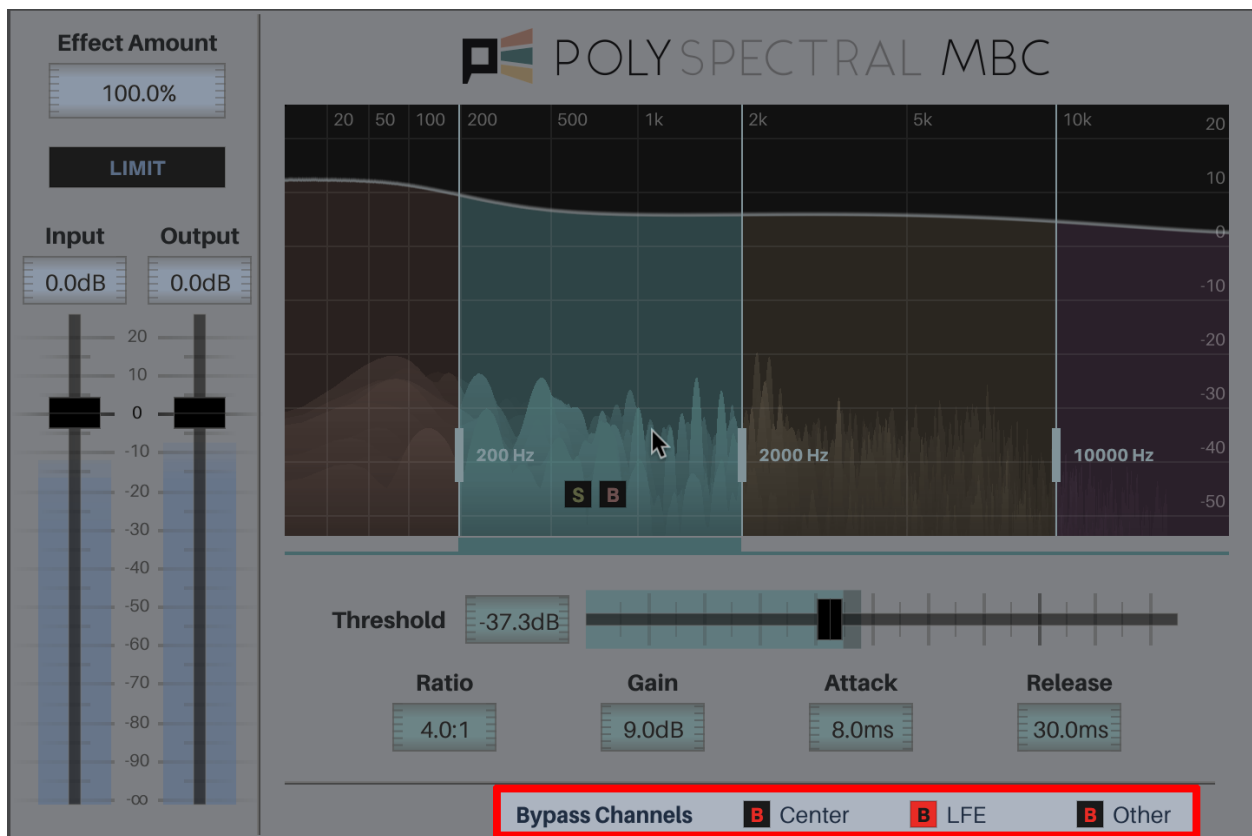 Effect Amount
100.0%
LIMIT
Input Output
0.0dB 0.0dB
20
10
0
-10
-20
-30
-40
-50
-60
-70
-80
-90
-∞
POLYSPECTRAL MBC
20 50 100 200 500 1k 2k 5k 10k 20
10
0
-10
-20
-30
-40
-50
200 Hz 2000 Hz 10000 Hz
S B
Threshold -37.3dB
Ratio Gain Attack Release
4.0:1 9.0dB 8.0ms 30.0ms
Bypass Channels B Center B LFE B Other